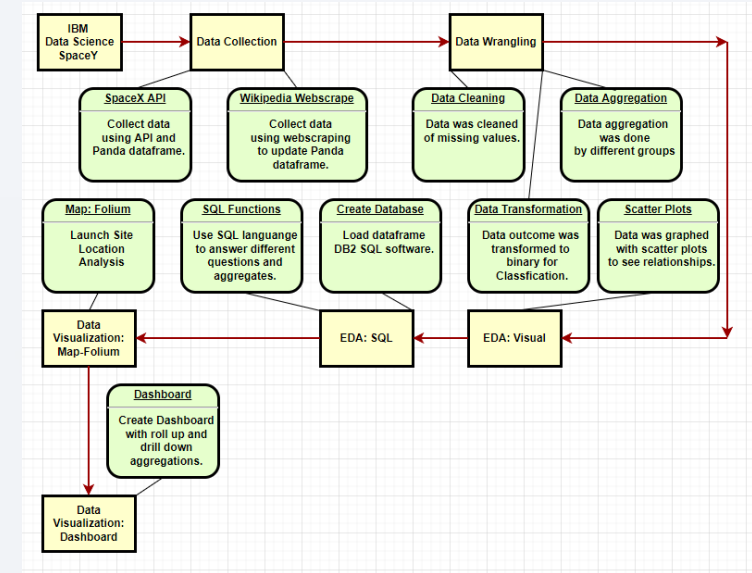 IBM
Data Science
SpaceY
Data Collection
Data Wrangling
SpaceX API
Collect data
using API and
Panda dataframe.
Wikipedia Webscrape
Collect data
using webscraping
to update Panda
dataframe.
Data Cleaning
Data was cleaned
of missing values.
Data Aggregation
Data aggregation
was done
by different groups
Map: Folium
Launch Site
Location
Analysis
SQL Functions
Use SQL languange
to answer different
questions and
aggregates.
Create Database
Load dataframe
DB2 SQL software.
Data Transformation
Data outcome was
transformed to
binary for
Classfication.
Scatter Plots
Data was graphed
with scatter plots
to see relationships.
Data
Visualization:
Map-Folium
EDA: SQL
EDA: Visual
Dashboard
Create Dashboard
with roll up and
drill down
aggregations.
Data
Visualization:
Dashboard